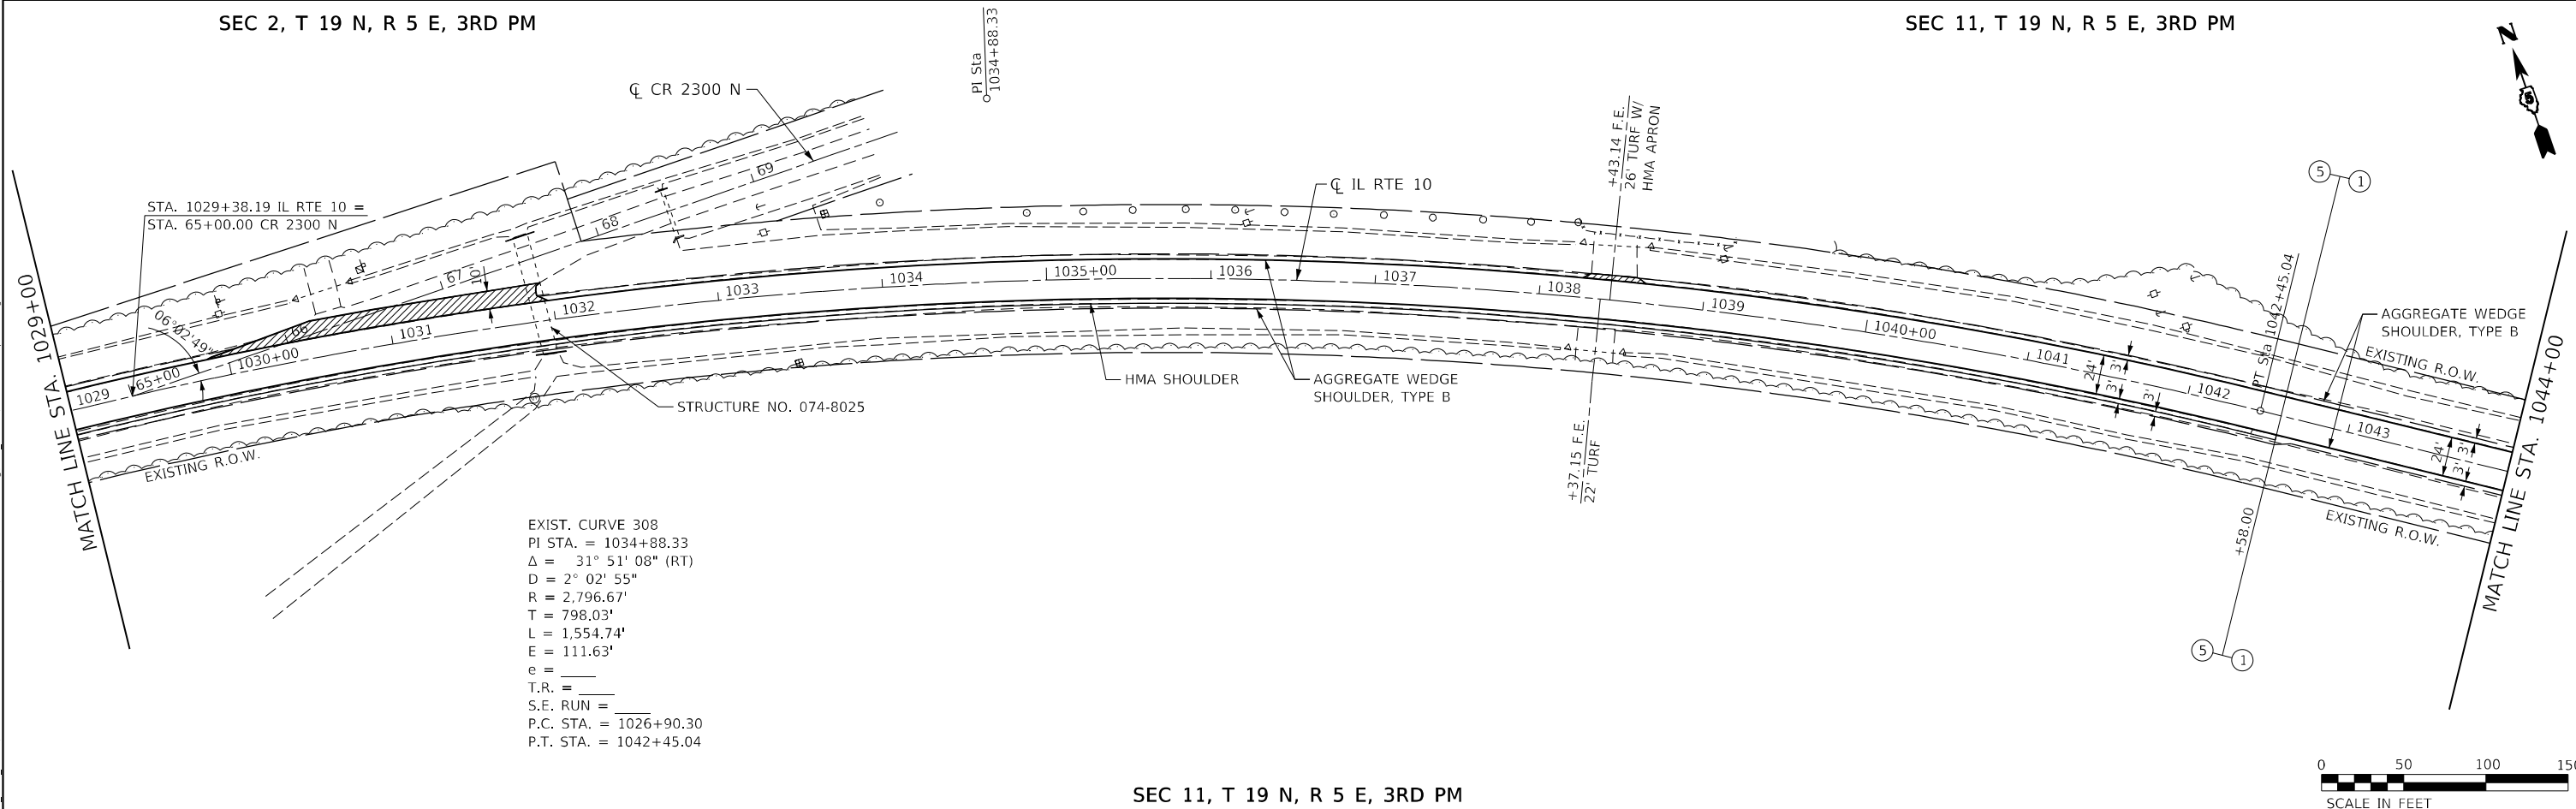 SEC 2, T 19 N, R 5 E, 3RD PM
SEC 11, T 19 N, R 5 E, 3RD PM
N
5
PI Sta
1034+88.33
℄ CR 2300 N
STA. 1029+38.19 IL RTE 10 =
STA. 65+00.00 CR 2300 N
MATCH LINE STA. 1029+00
06°02'49"
10'
65+00
66
67
68
69
℄ IL RTE 10
+43.14 F.E.
26' TURF W/
HMA APRON
1029
1030+00
1031
1032
1033
1034
1035+00
1036
1037
1038
1039
1040+00
1041
1042
1043
5
1
PT Sta 1042+45.04
AGGREGATE WEDGE
SHOULDER, TYPE B
EXISTING R.O.W.
24'
3'
3'
3'
24'
3'
3'
MATCH LINE STA. 1044+00
EXISTING R.O.W.
STRUCTURE NO. 074-8025
HMA SHOULDER
AGGREGATE WEDGE
SHOULDER, TYPE B
+37.15 F.E.
22' TURF
+58.00
EXISTING R.O.W.
5
1
EXIST. CURVE 308
PI STA. = 1034+88.33
Δ = 31° 51' 08" (RT)
D = 2° 02' 55"
R = 2,796.67'
T = 798.03'
L = 1,554.74'
E = 111.63'
e = ____
T.R. = ____
S.E. RUN = ____
P.C. STA. = 1026+90.30
P.T. STA. = 1042+45.04
SEC 11, T 19 N, R 5 E, 3RD PM
0 50 100 150
SCALE IN FEET